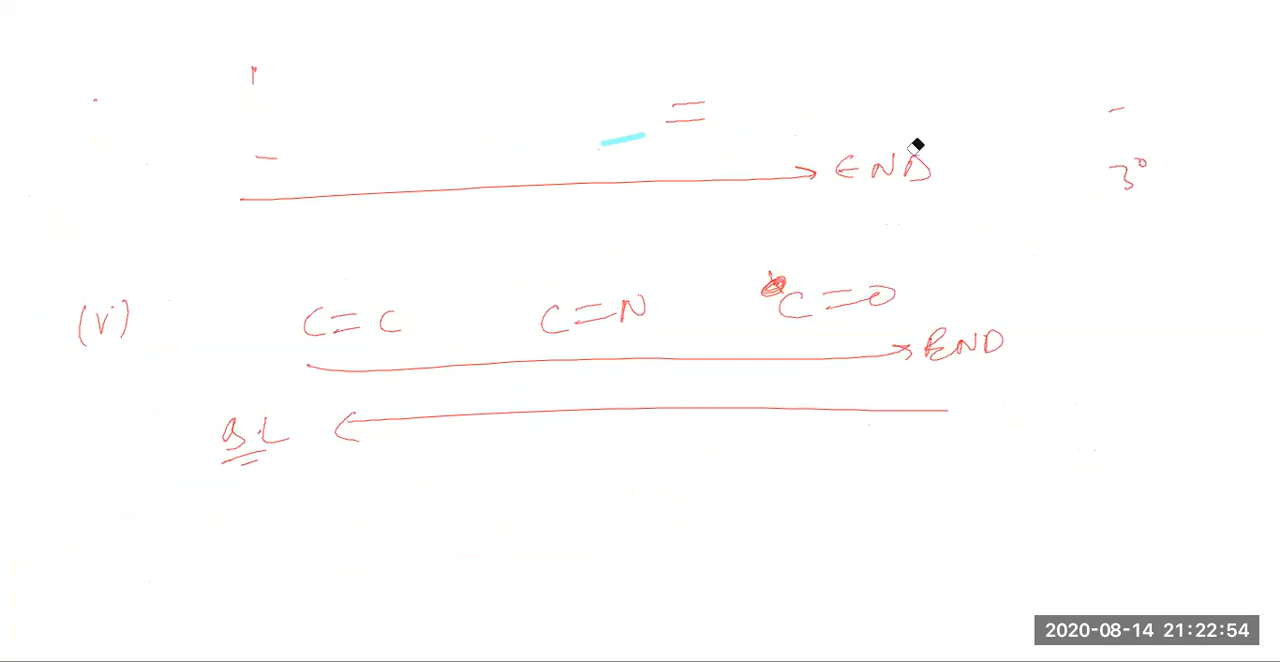 =
END
3°
(v) C=C C=N C=O
END
B.L
2020-08-14 21:22:54